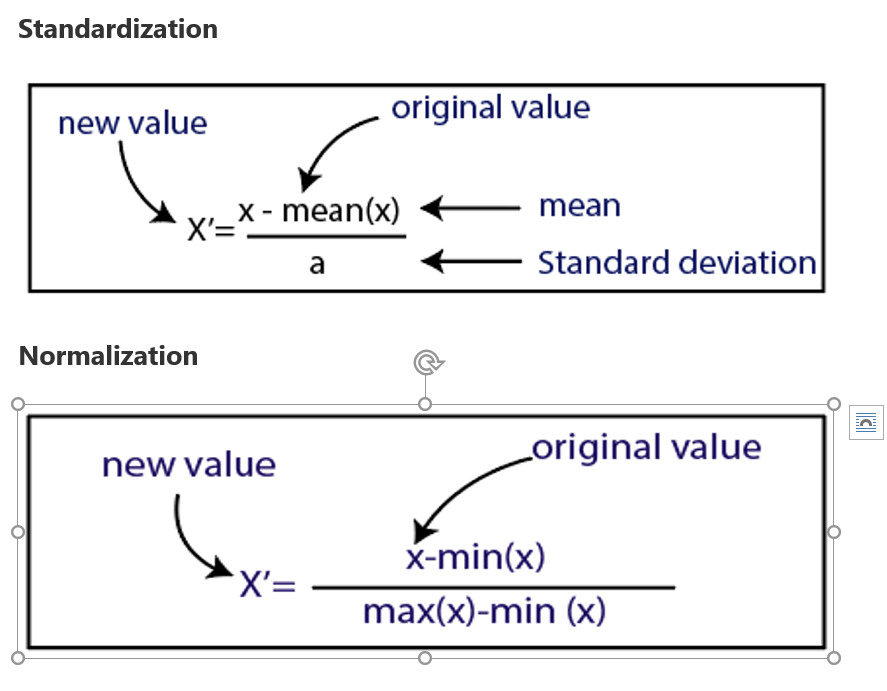 Standardization
new value
original value
X'= x - mean(x)
mean
a
Standard deviation
Normalization
new value
original value
X'= x-min(x)
max(x)-min (x)